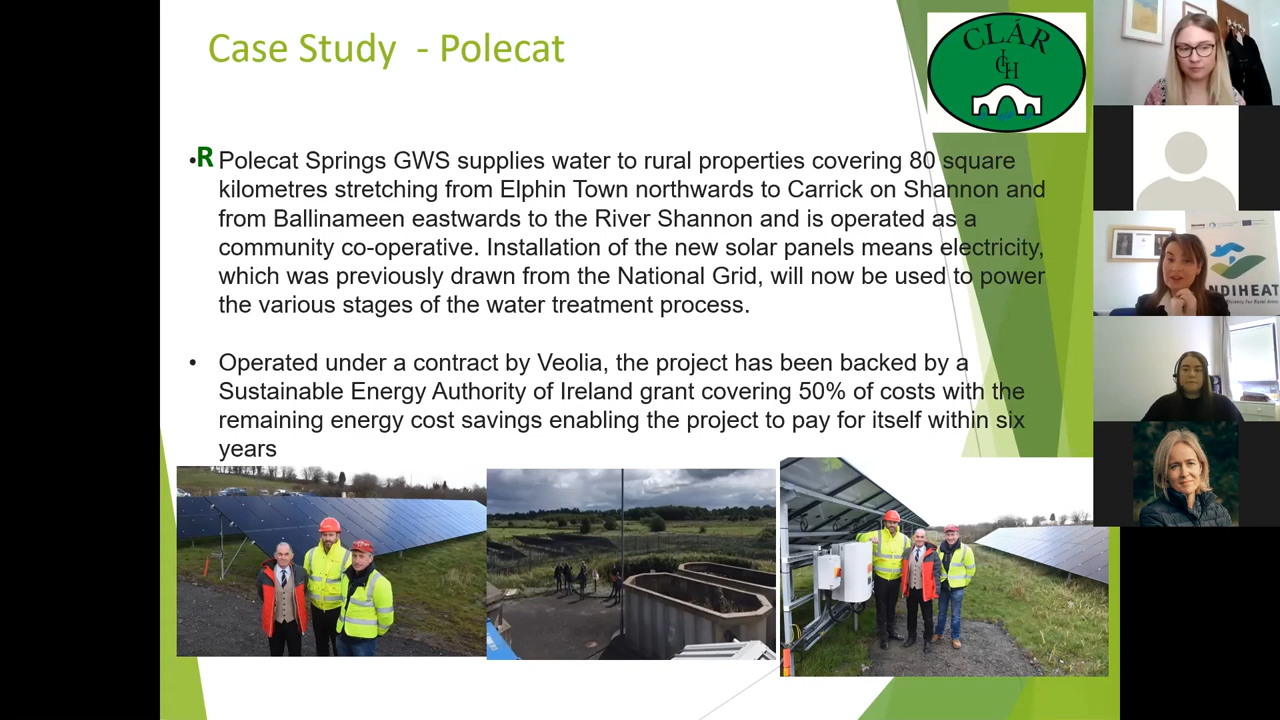 Case Study - Polecat
CLÁR
ICH
•R Polecat Springs GWS supplies water to rural properties covering 80 square
kilometres stretching from Elphin Town northwards to Carrick on Shannon and
from Ballinameen eastwards to the River Shannon and is operated as a
community co-operative. Installation of the new solar panels means electricity,
which was previously drawn from the National Grid, will now be used to power
the various stages of the water treatment process.
• Operated under a contract by Veolia, the project has been backed by a
Sustainable Energy Authority of Ireland grant covering 50% of costs with the
remaining energy cost savings enabling the project to pay for itself within six
years
NDIHEAT